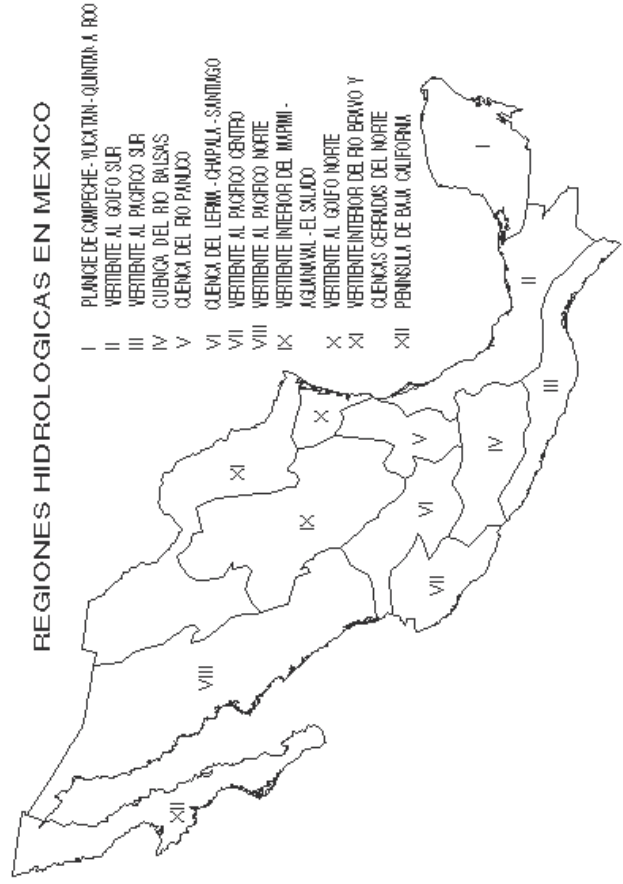 REGIONES HIDROLOGICAS EN MEXICO
I PLANICIE DE CAMPECHE - YUCATAN - QUINTANA ROO
II VERTIENTE AL GOLFO SUR
III VERTIENTE AL PACIFICO SUR
IV CUENCA DEL RIO BALSAS
V CUENCA DEL RIO PANUCO
VI CUENCA DEL LERMA - CHAPALA - SANTIAGO
VII VERTIENTE AL PACIFICO CENTRO
VIII VERTIENTE AL PACIFICO NORTE
IX VERTIENTE INTERIOR DEL MAPIMI -
AGUANAVAL - EL SALADO
X VERTIENTE AL GOLFO NORTE
XI VERTIENTE INTERIOR DEL RIO BRAVO Y
CUENCAS CERRADAS DEL NORTE
XII PENINSULA DE BAJA CALIFORNIA
XI
X
IX
VIII
XII
V
VI
VII
IV
III
II
I